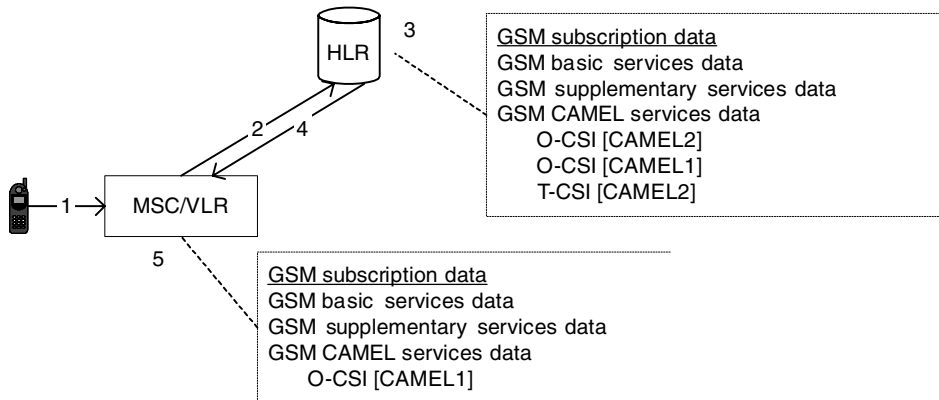 3
HLR
GSM subscription data
GSM basic services data
GSM supplementary services data
GSM CAMEL services data
O-CSI [CAMEL2]
O-CSI [CAMEL1]
T-CSI [CAMEL2]
2
4
1
MSC/VLR
5
GSM subscription data
GSM basic services data
GSM supplementary services data
GSM CAMEL services data
O-CSI [CAMEL1]